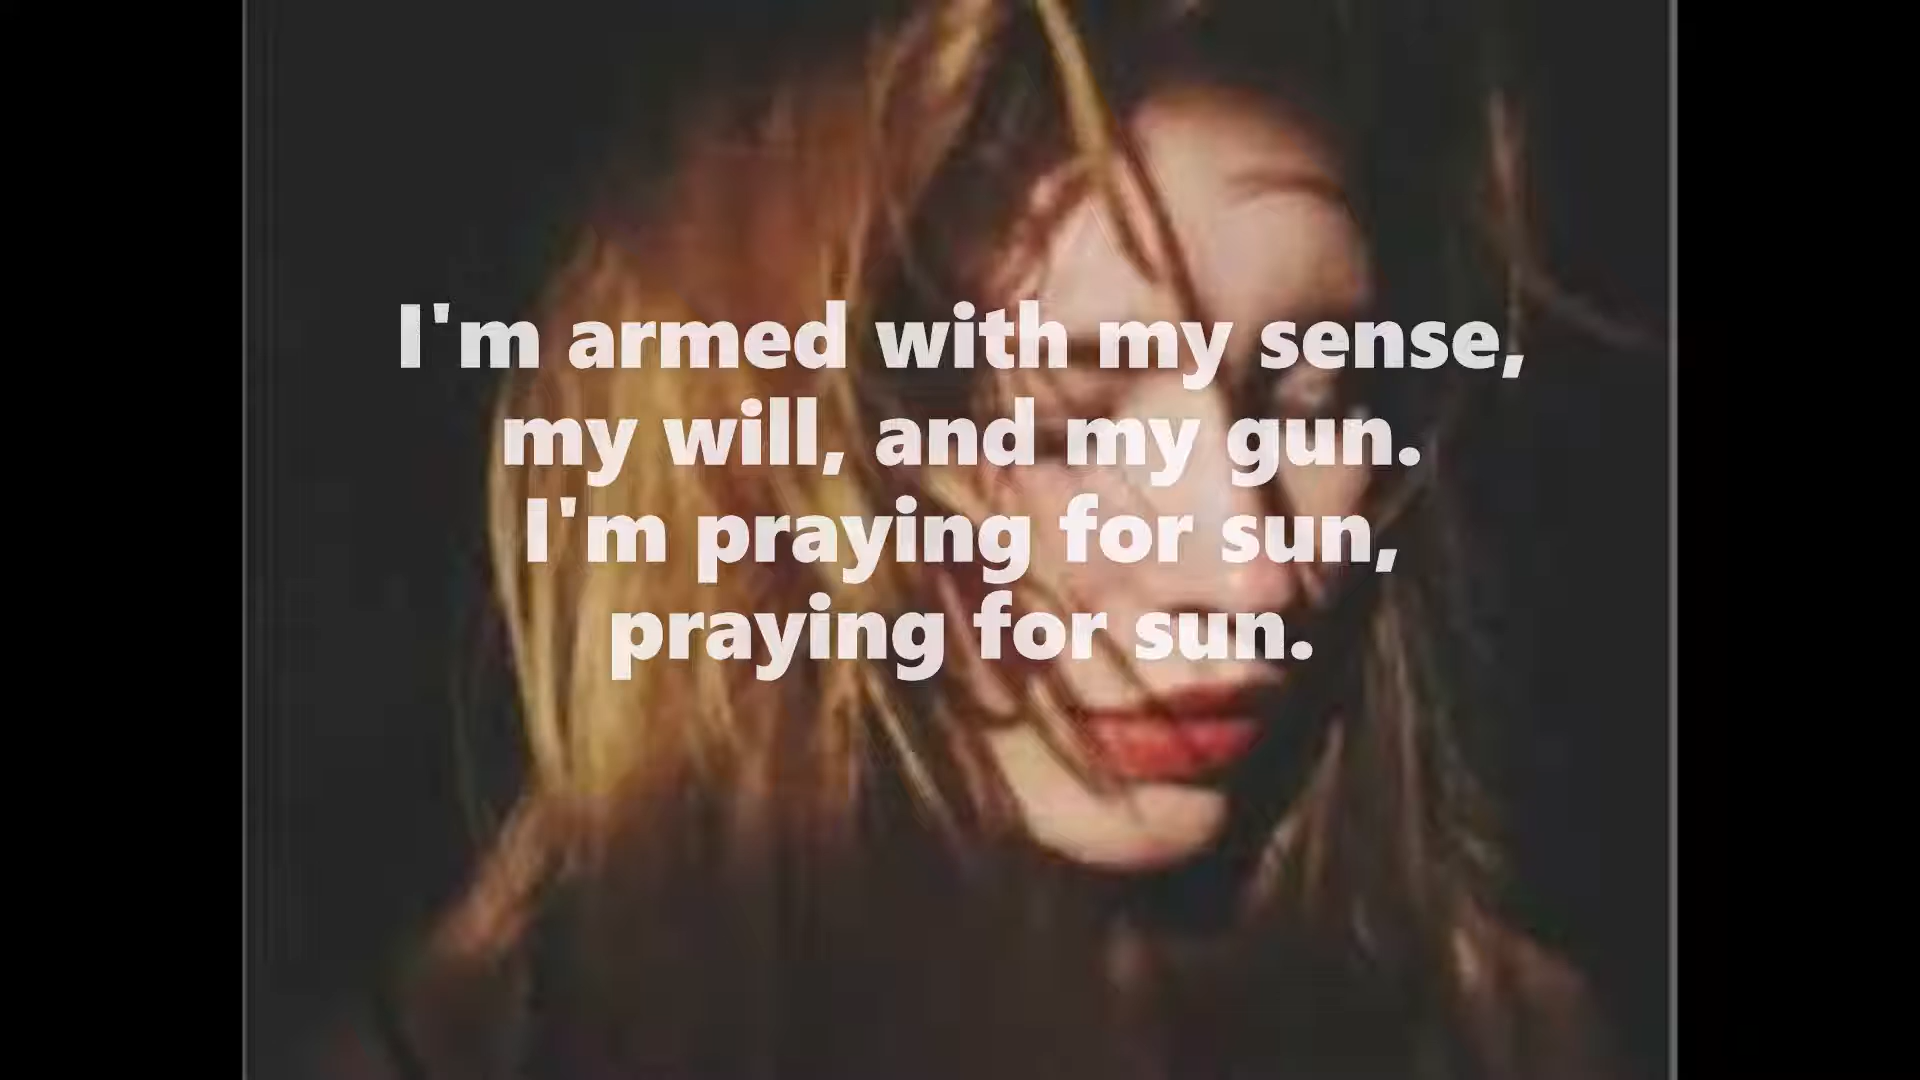 I'm armed with my sense,
my will, and my gun.
I'm praying for sun,
praying for sun.